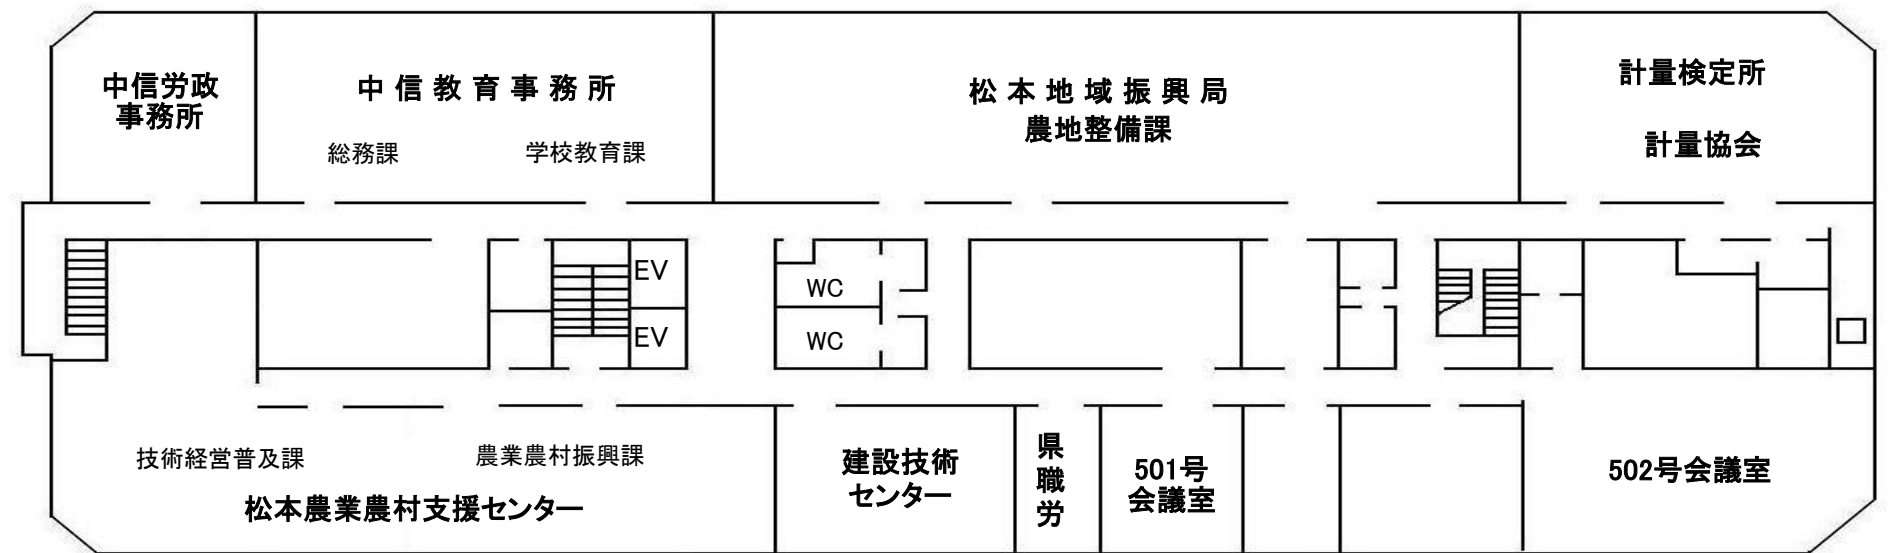 中信労政
事務所
中信教育事務所
総務課
学校教育課
松本地域振興局
農地整備課
計量検定所
計量協会
EV
EV
WC
WC
技術経営普及課
農業農村振興課
松本農業農村支援センター
建設技術
センター
県
職
労
501号
会議室
502号会議室